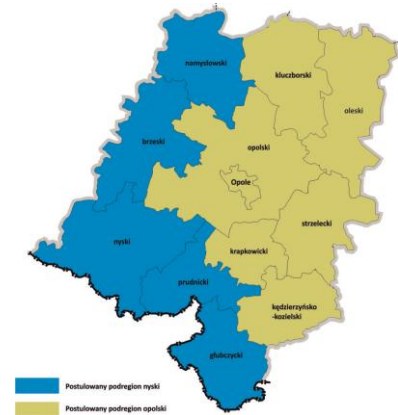 namysłowski
kluczborski
oleski
brzeski
opolski
Opole
strzelecki
nyski
krapkowicki
prudnicki
kędzierzyńsko
-kozielski
głubczycki
Postulowany podregion nyski
Postulowany podregion opolski